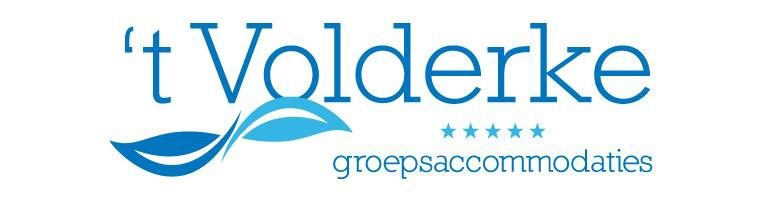 ‘t Volderke
★★★★★
groepsaccommodaties